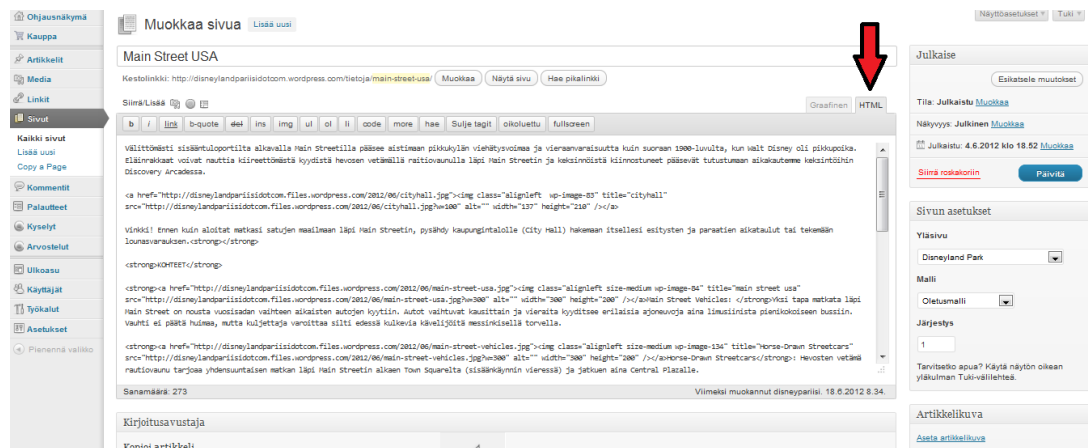 Ohjausnäkymä
Kauppa
Artikkelit
Media
Linkit
Sivut
Kaikki sivut
Lisää uusi
Copy a Page
Kommentit
Palautteet
Kyselyt
Arvostelut
Ulkoasu
Käyttäjät
Työkalut
Asetukset
Pienennä valikko
Näyttöasetukset Tuki
Muokkaa sivua Lisää uusi
Main Street USA
Kestolinkki: http://disneylandpariisidotcom.wordpress.com/tietoja/main-street-usa/ Muokkaa Näytä sivu Hae pikalinkki
Siirrä/Lisää Graafinen HTML
b i link b-quote del ins img ul ol li code more hae Sulje tagit oikoluettu fullscreen
Välittömästi sisääntuloportilta alkavalla Main Streetilla pääsee aistimaan pikkukylän viehätysvoimaa ja vieraanvaraisuutta kuin suoraan 1900-luvulta, kun Walt Disney oli pikkupoika.
Eläinrakkaat voivat nauttia kiireettömästä kyydistä hevosen vetämällä raitiovaunulla läpi Main Streetin ja keksinnöistä kiinnostuneet pääsevät tutustumaan aikakautemme keksintöihin
Discovery Arcadessa.
<a href="http://disneylandpariisidotcom.files.wordpress.com/2012/06/cityhall.jpg"><img class="alignleft wp-image-83" title="cityhall"
src="http://disneylandpariisidotcom.files.wordpress.com/2012/06/cityhall.jpg?w=100" alt="" width="137" height="210" /></a>
Vinkki! Ennen kuin aloitat matkasi satujen maailmaan läpi Main Streetin, pysähdy kaupungintalolle (City Hall) hakemaan itsellesi esitysten ja paraatien aikataulut tai tekemään
lounasvarauksen.<strong></strong>
<strong>KOHTEET</strong>
<strong><a href="http://disneylandpariisidotcom.files.wordpress.com/2012/06/main-street-usa.jpg"><img class="alignleft size-medium wp-image-84" title="main street usa"
src="http://disneylandpariisidotcom.files.wordpress.com/2012/06/main-street-usa.jpg?w=300" alt="" width="300" height="200" /></a>Main Street Vehicles: </strong>Yksi tapa matkata läpi
Main Street on nousta vuosisadan vaihteen aikaisten autojen kyytiin. Autot vaihtuvat kausittain ja vieraita kyyditsee erilaisia ajoneuvoja aina limusiinista pienikokoiseen bussiin.
Vauhti ei päätä huimaa, mutta kuljettaja varoittaa silti edessä kulkevia kävelijöitä messinkisellä torvella.
<strong><a href="http://disneylandpariisidotcom.files.wordpress.com/2012/06/main-street-vehicles.jpg"><img class="alignleft size-medium wp-image-134" title="Horse-Drawn Streetcars"
src="http://disneylandpariisidotcom.files.wordpress.com/2012/06/main-street-vehicles.jpg?w=300" alt="" width="300" height="200" /></a>Horse-Drawn Streetcars</strong>: Hevosten vetämä
rautiovaunu tarjoaa yhdensuuntaisen matkan läpi Main Streetin alkaen Town Squarelta (sisäänkäynnin vieressä) ja jatkuen aina Central Plazalle.
Sanamäärä: 273 Viimeksi muokannut disneypariisi. 18.6.2012 8.34.
Kirjoitusavustaja
Kopioi artikkeli
Julkaise
Esikatsele muutokset
Tila: Julkaistu Muokkaa
Näkyvyys: Julkinen Muokkaa
Julkaistu: 4.6.2012 klo 18.52 Muokkaa
Siirrä roskakoriin Päivitä
Sivun asetukset
Yläsivu
Disneyland Park
Malli
Oletusmalli
Järjestys
1
Tarvitsetko apua? Käytä näytön oikean
yläkulman Tuki-välilehteä.
Artikkelikuva
Aseta artikkelikuva